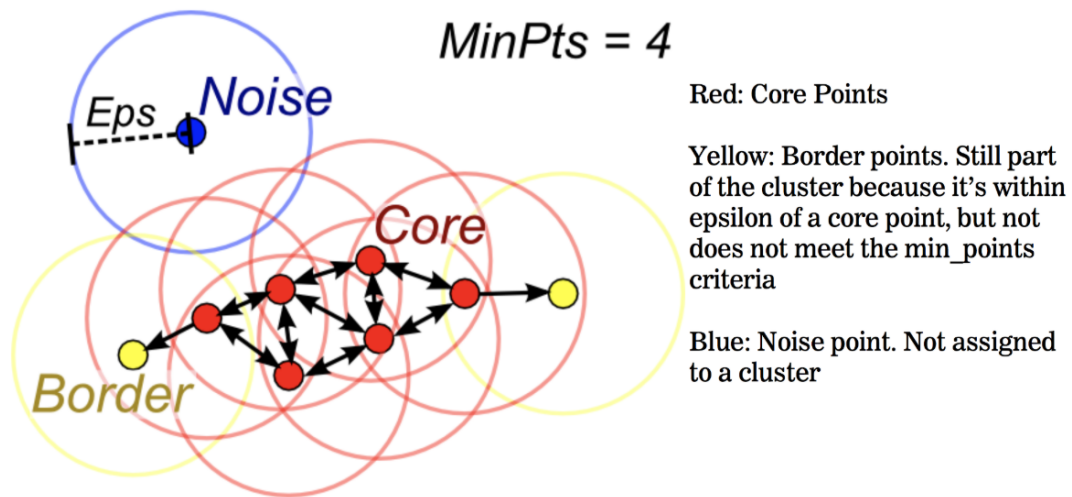 MinPts = 4
Noise
Eps
Core
Border
Red: Core Points
Yellow: Border points. Still part
of the cluster because it’s within
epsilon of a core point, but not
does not meet the min_points
criteria
Blue: Noise point. Not assigned
to a cluster